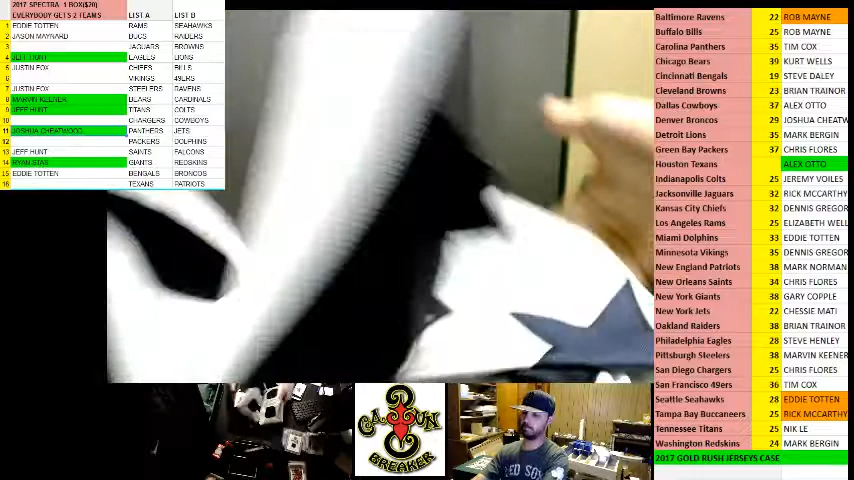 2017 SPECTRA 1 BOX($20)
EVERYBODY GETS 2 TEAMS LIST A LIST B
1 EDDIE TOTTEN RAMS SEAHAWKS
2 JASON MAYNARD BUCS RAIDERS
3 JAGUARS BROWNS
4 JEFF HUNT EAGLES LIONS
5 JUSTIN FOX CHIEFS BILLS
6 VIKINGS 49ERS
7 JUSTIN FOX STEELERS RAVENS
8 MARVIN KEENER BEARS CARDINALS
9 JEFF HUNT TITANS COLTS
10 CHARGERS COWBOYS
11 JOSHUA CHEATWOOD PANTHERS JETS
12 PACKERS DOLPHINS
13 JEFF HUNT SAINTS FALCONS
14 RYAN STAB GIANTS REDSKINS
15 EDDIE TOTTEN BENGALS BRONCOS
16 TEXANS PATRIOTS
Baltimore Ravens 22 ROB MAYNE
Buffalo Bills 25 ROB MAYNE
Carolina Panthers 35 TIM COX
Chicago Bears 39 KURT WELLS
Cincinnati Bengals 19 STEVE DALEY
Cleveland Browns 23 BRIAN TRAINOR
Dallas Cowboys 37 ALEX OTTO
Denver Broncos 29 JOSHUA CHEATW
Detroit Lions 35 MARK BERGIN
Green Bay Packers 37 CHRIS FLORES
Houston Texans ALEX OTTO
Indianapolis Colts 25 JEREMY VOILES
Jacksonville Jaguars 32 RICK MCCARTHY
Kansas City Chiefs 32 DENNIS GREGOR
Los Angeles Rams 25 ELIZABETH WELL
Miami Dolphins 33 EDDIE TOTTEN
Minnesota Vikings 35 DENNIS GREGOR
New England Patriots 38 MARK NORMAN
New Orleans Saints 34 CHRIS FLORES
New York Giants 38 GARY COPPLE
New York Jets 22 CHESSIE MATI
Oakland Raiders 38 BRIAN TRAINOR
Philadelphia Eagles 28 STEVE HENLEY
Pittsburgh Steelers 38 MARVIN KEENER
San Diego Chargers 25 CHRIS FLORES
San Francisco 49ers 36 TIM COX
Seattle Seahawks 28 EDDIE TOTTEN
Tampa Bay Buccaneers 25 RICK MCCARTHY
Tennessee Titans 25 NIK LE
Washington Redskins 24 MARK BERGIN
2017 GOLD RUSH JERSEYS CASE
CAJUN
BREAKER
RED SOX